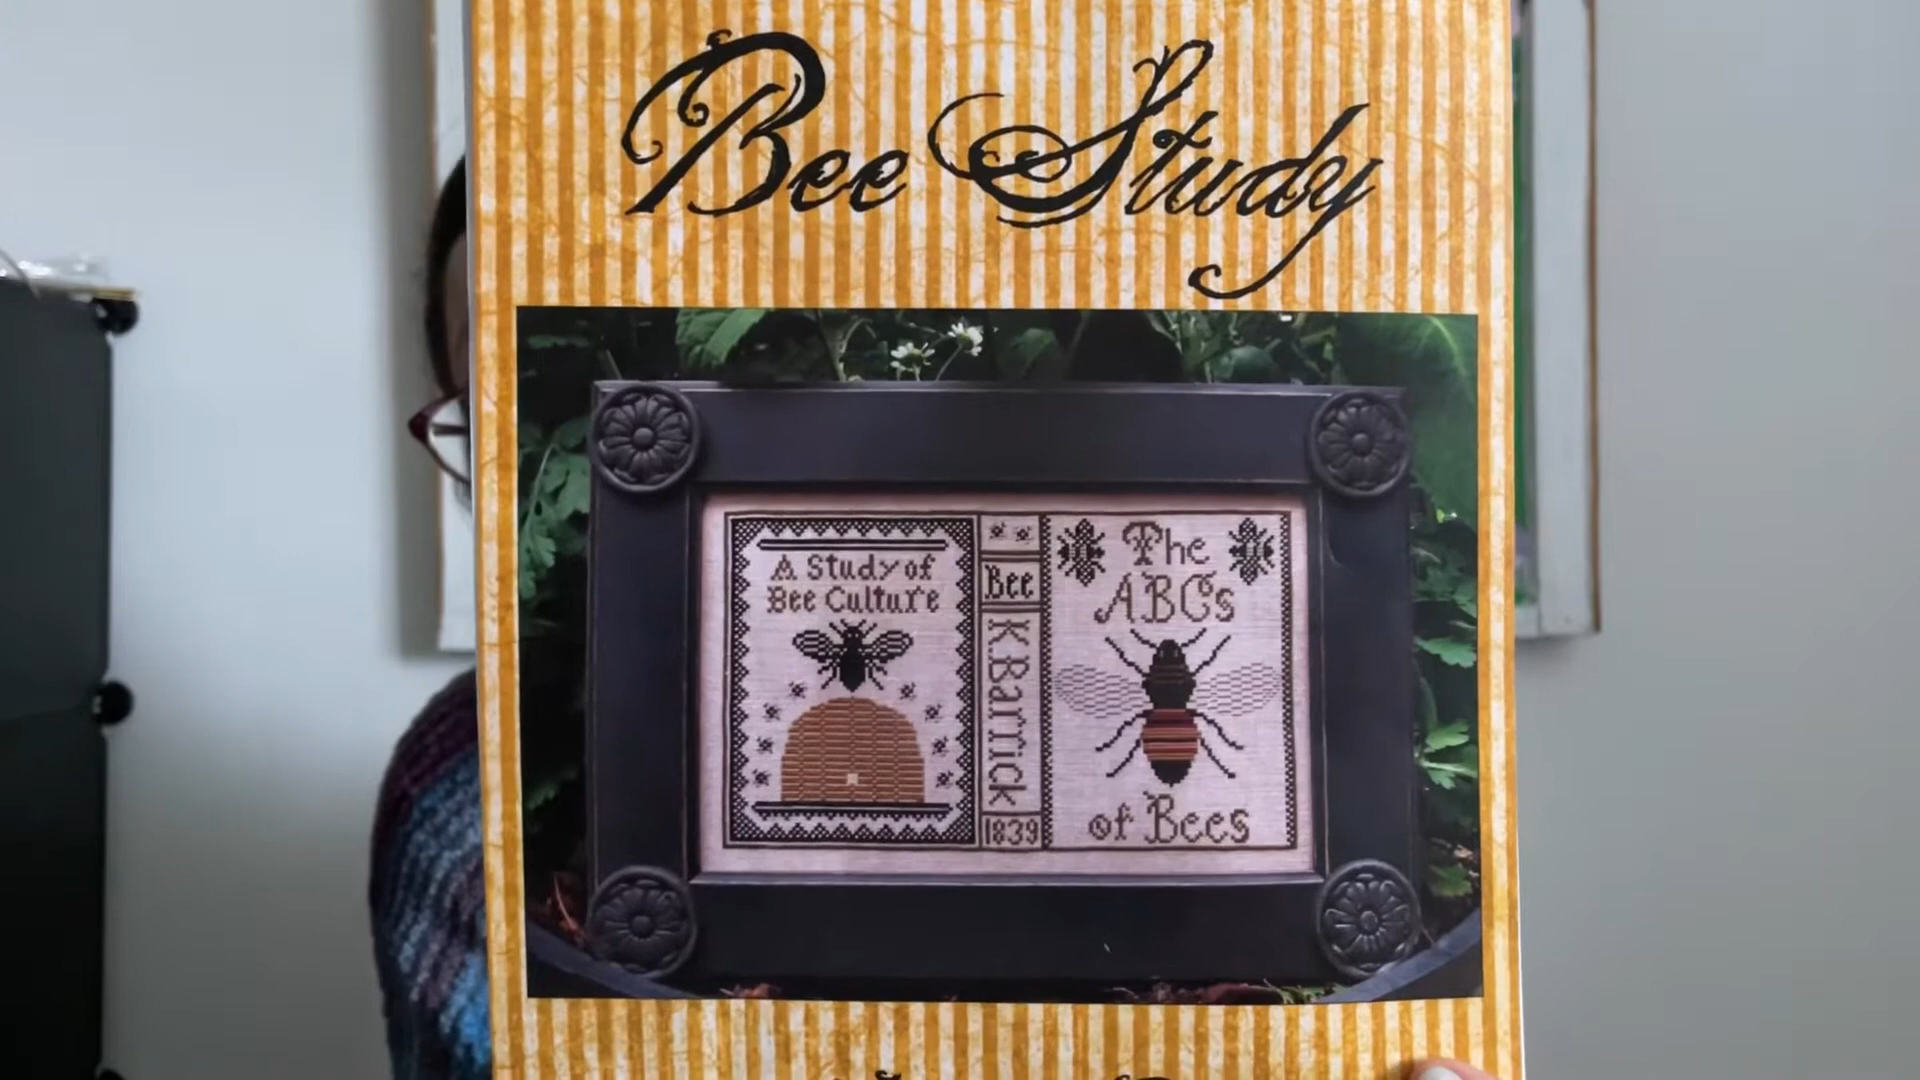 Bee Study
A Study of
Bee Culture
Bee
K.Barrick
1839
The
ABCs
of Bees